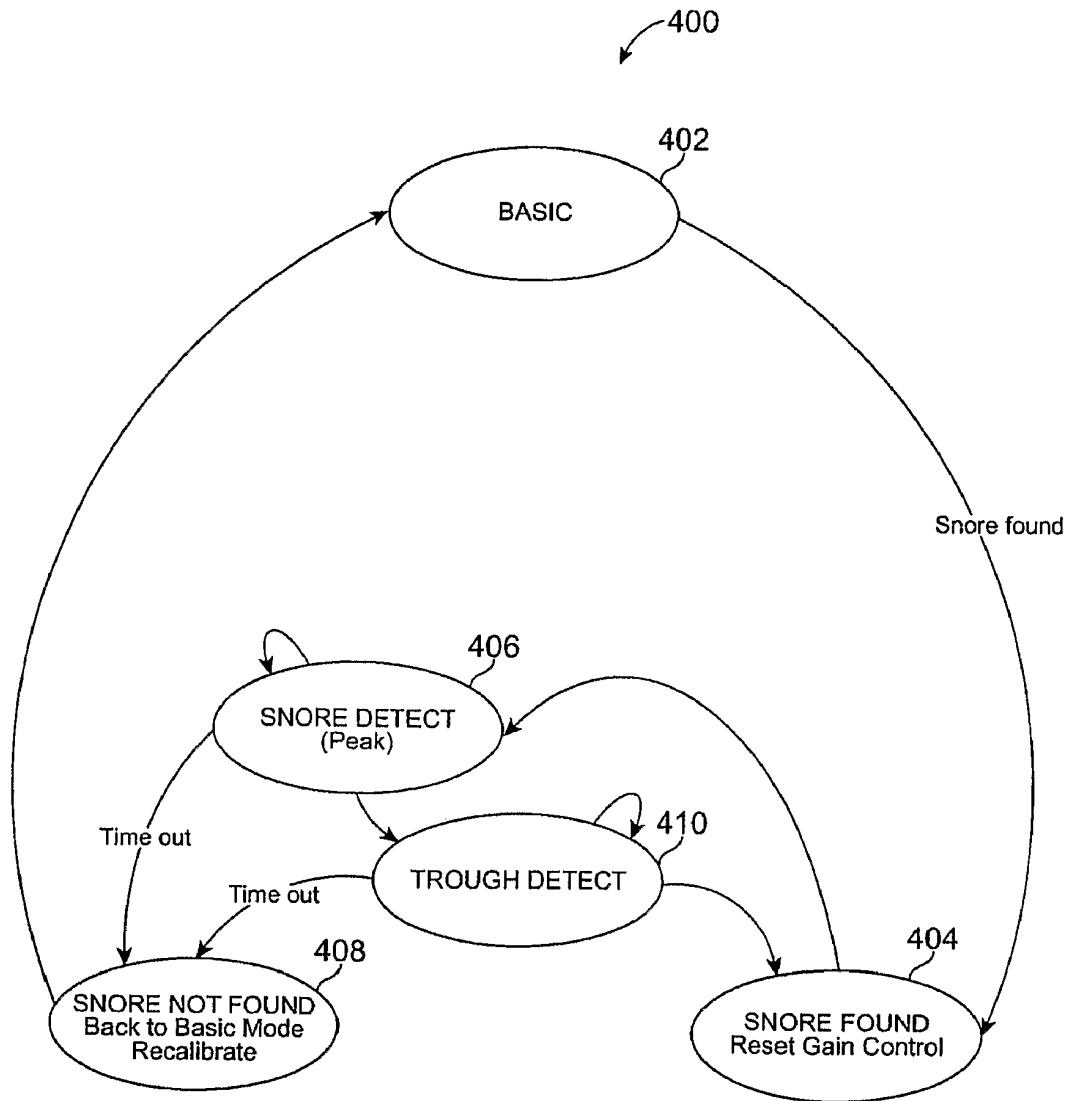 400
402
BASIC
Snore found
406
SNORE DETECT
(Peak)
410
Time out
TROUGH DETECT
Time out
408
404
SNORE NOT FOUND
Back to Basic Mode
Recalibrate
SNORE FOUND
Reset Gain Control